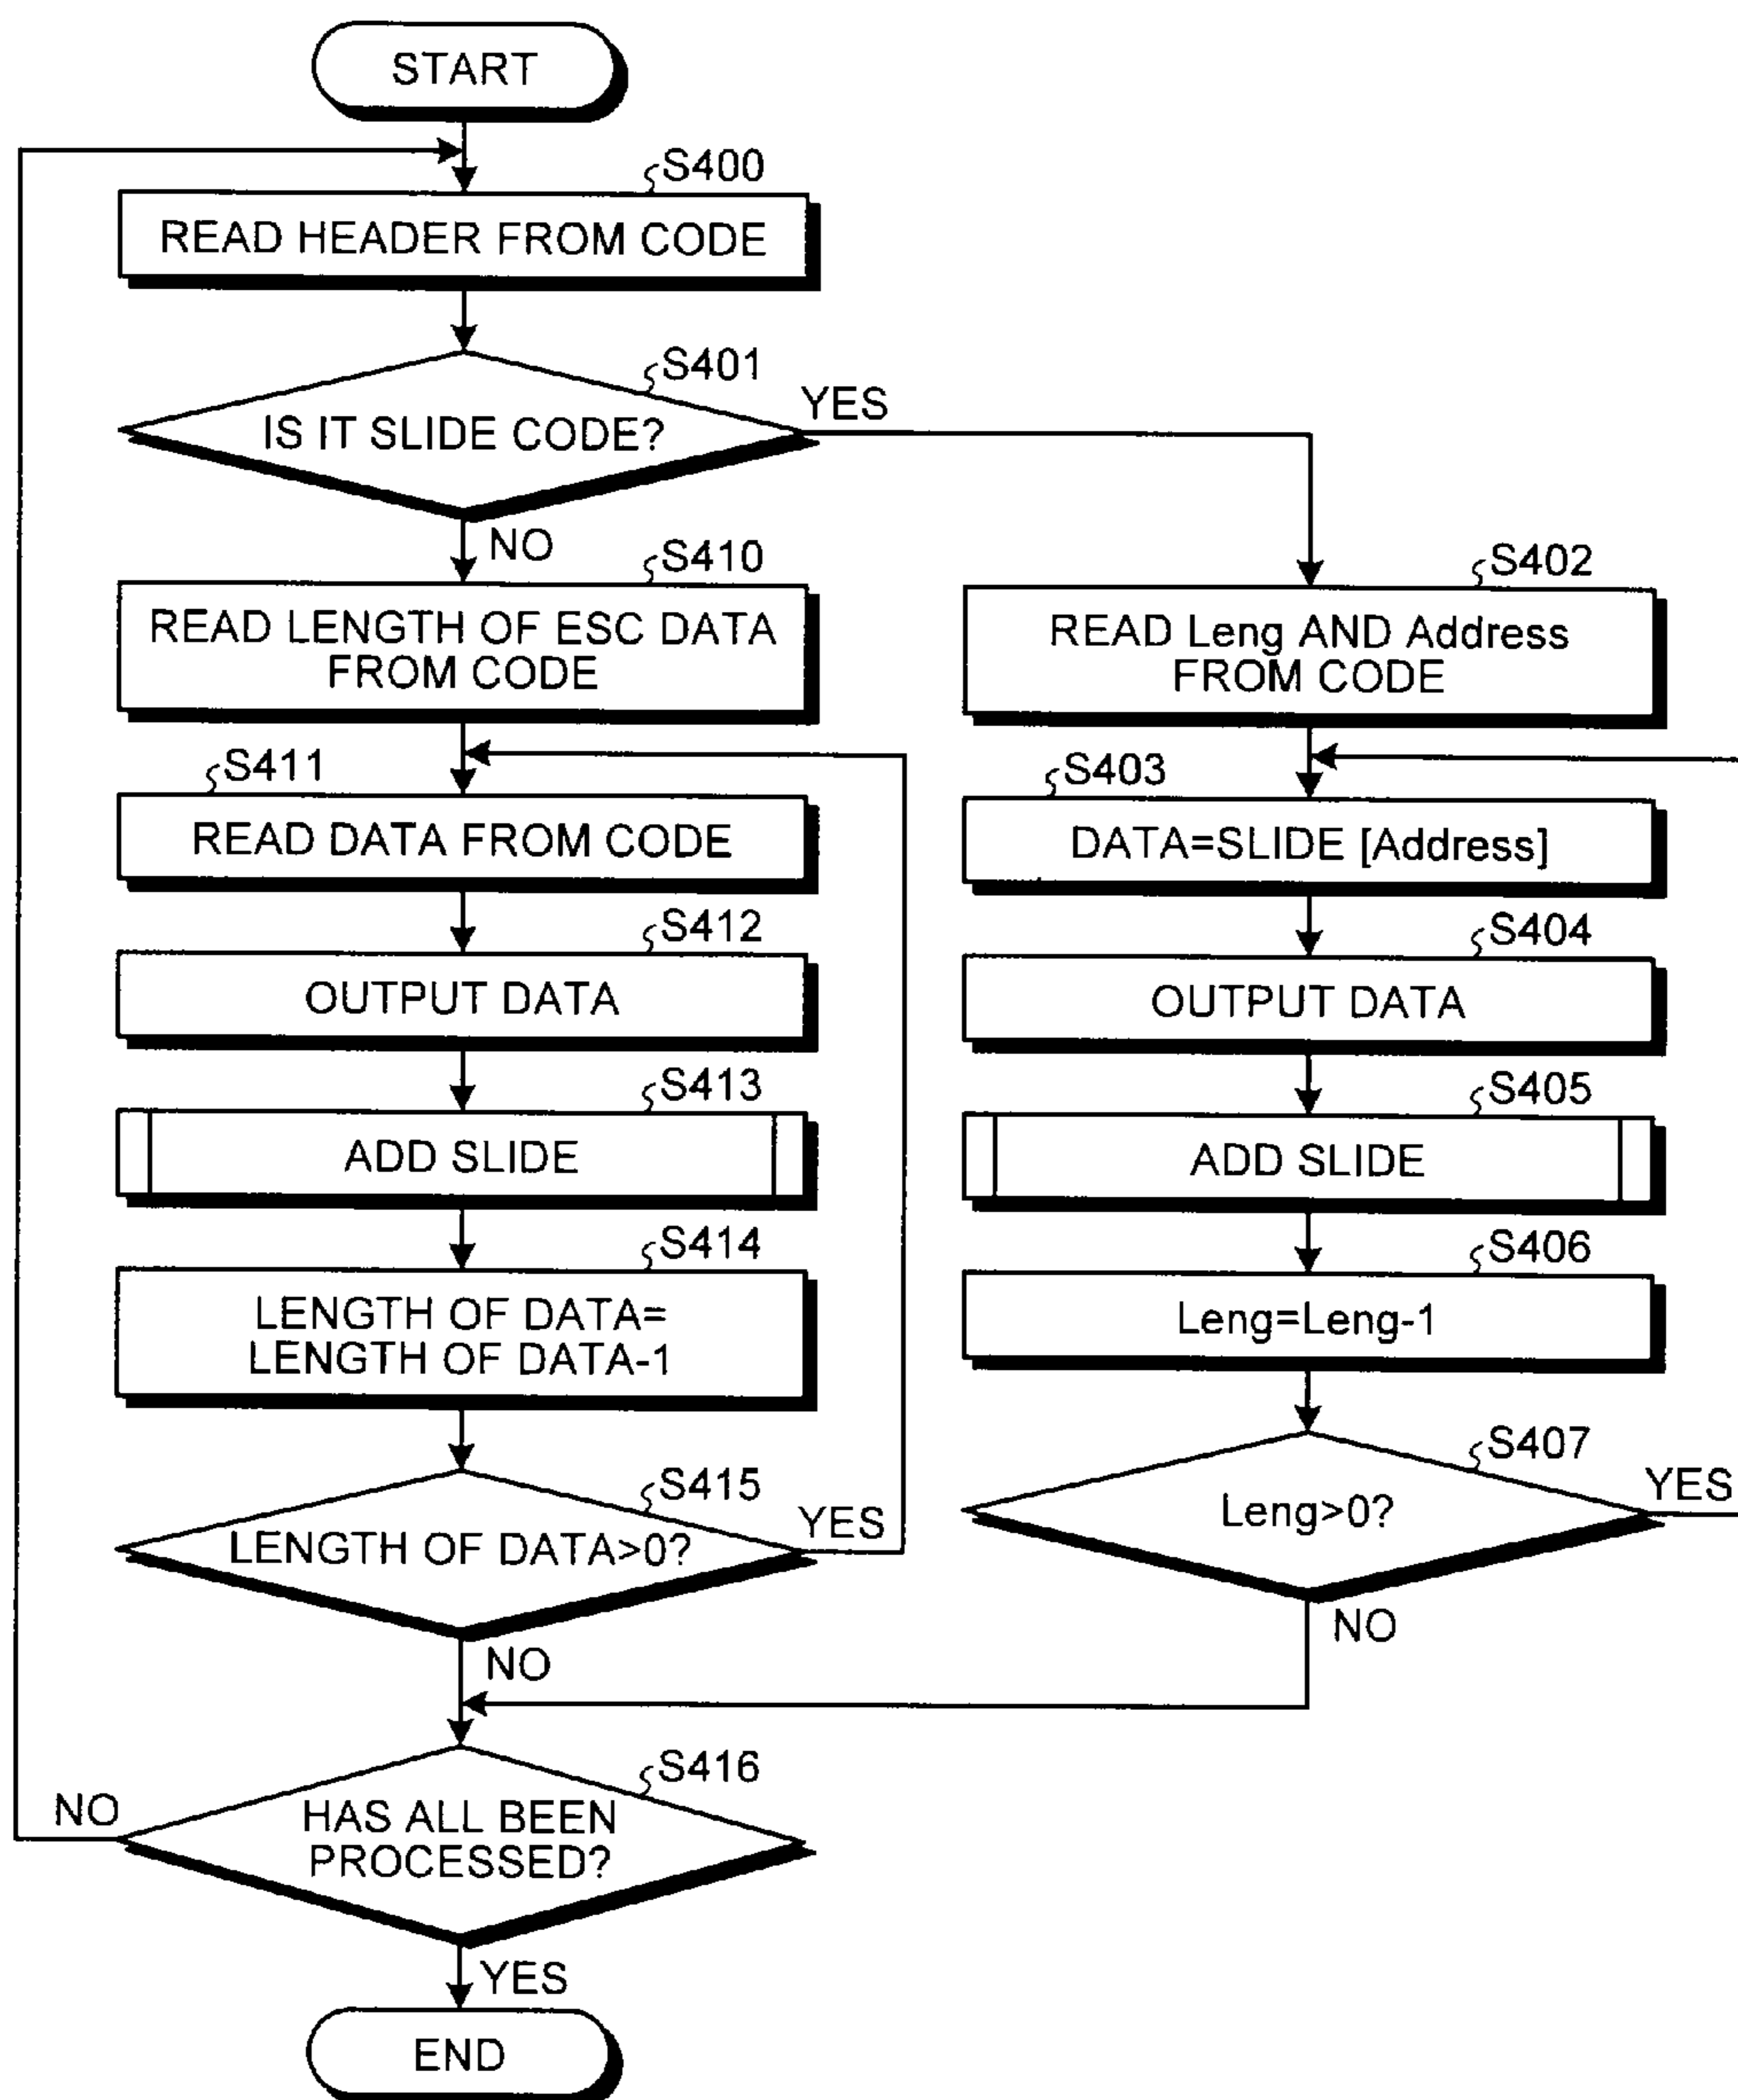 START
S400
READ HEADER FROM CODE
S401
IS IT SLIDE CODE?
YES
NO
S410
READ LENGTH OF ESC DATA
FROM CODE
S402
READ Leng AND Address
FROM CODE
S411
READ DATA FROM CODE
S403
DATA=SLIDE [Address]
S412
OUTPUT DATA
S404
OUTPUT DATA
S413
ADD SLIDE
S405
ADD SLIDE
S414
LENGTH OF DATA=
LENGTH OF DATA-1
S406
Leng=Leng-1
S415
LENGTH OF DATA>0?
YES
NO
S407
Leng>0?
YES
NO
S416
HAS ALL BEEN
PROCESSED?
NO
YES
END